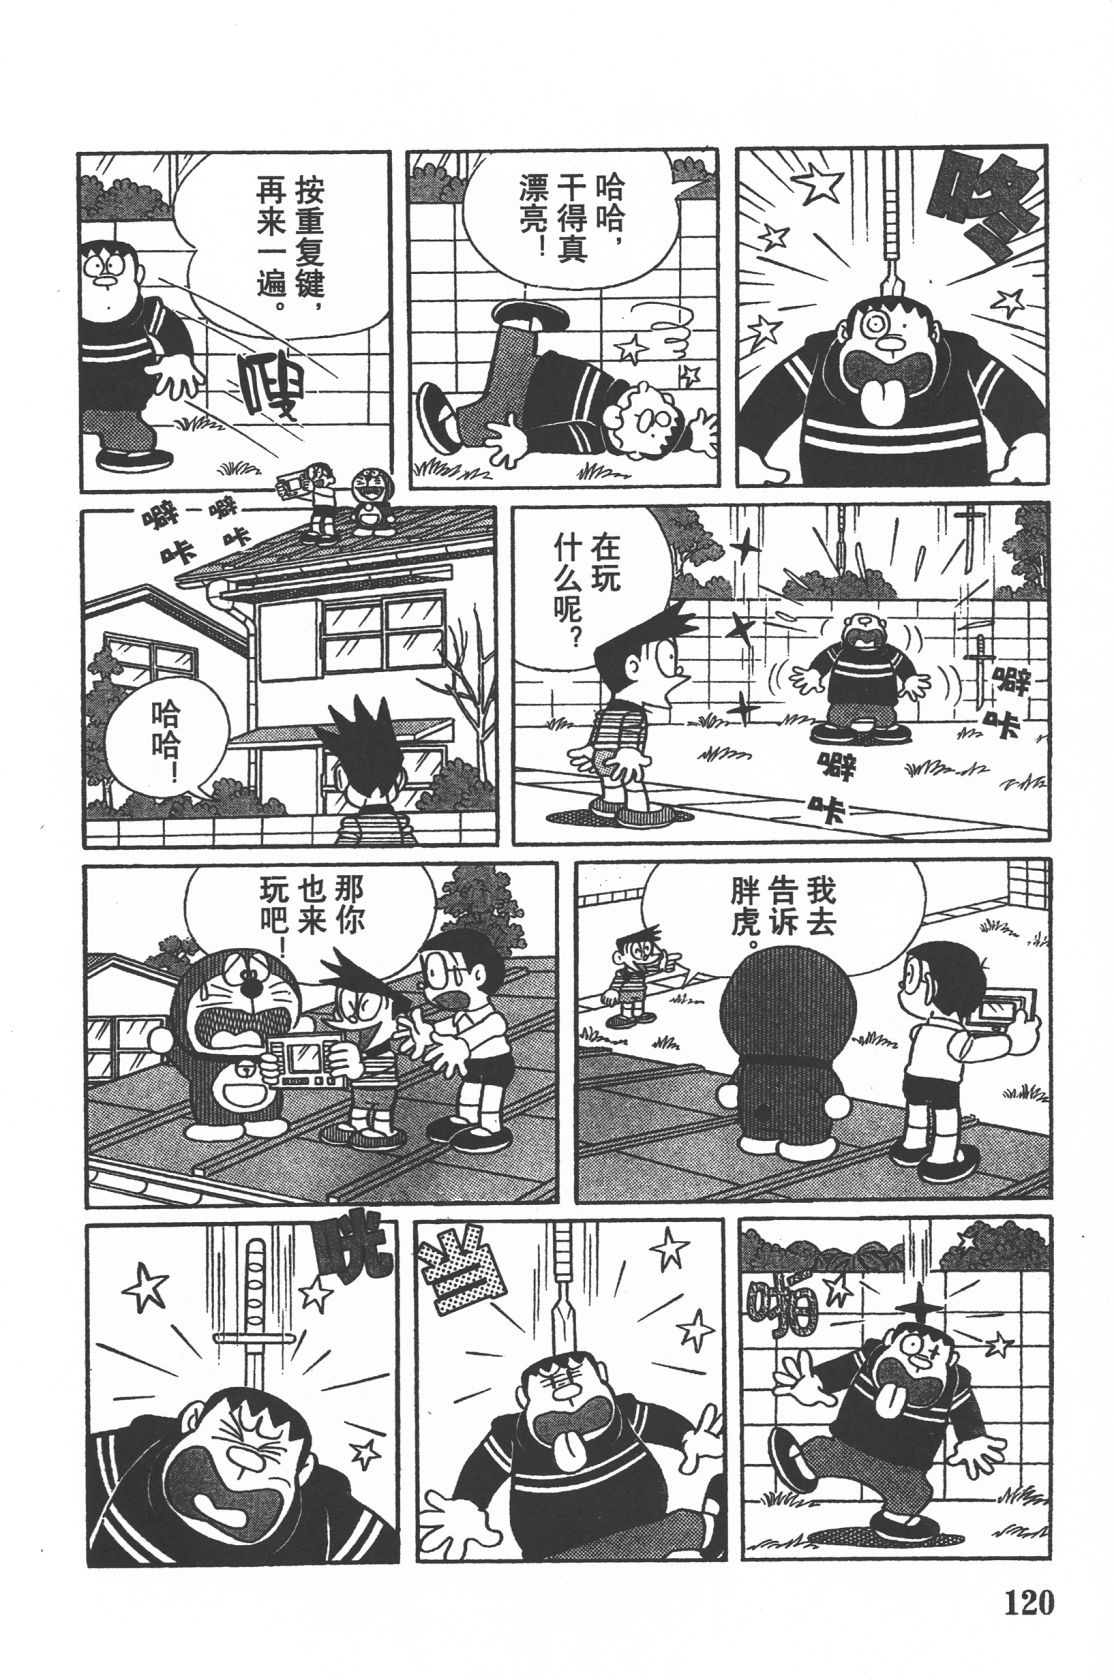 咚
哈哈，
干得真
漂亮！
按重复键，
再来一遍。
嗖
在玩
什么呢？
噼
咔
噼
咔
噼
咔
噼
咔
哈
哈！
我去
告诉
胖虎。
那你
也来
玩吧！
当
咣
120